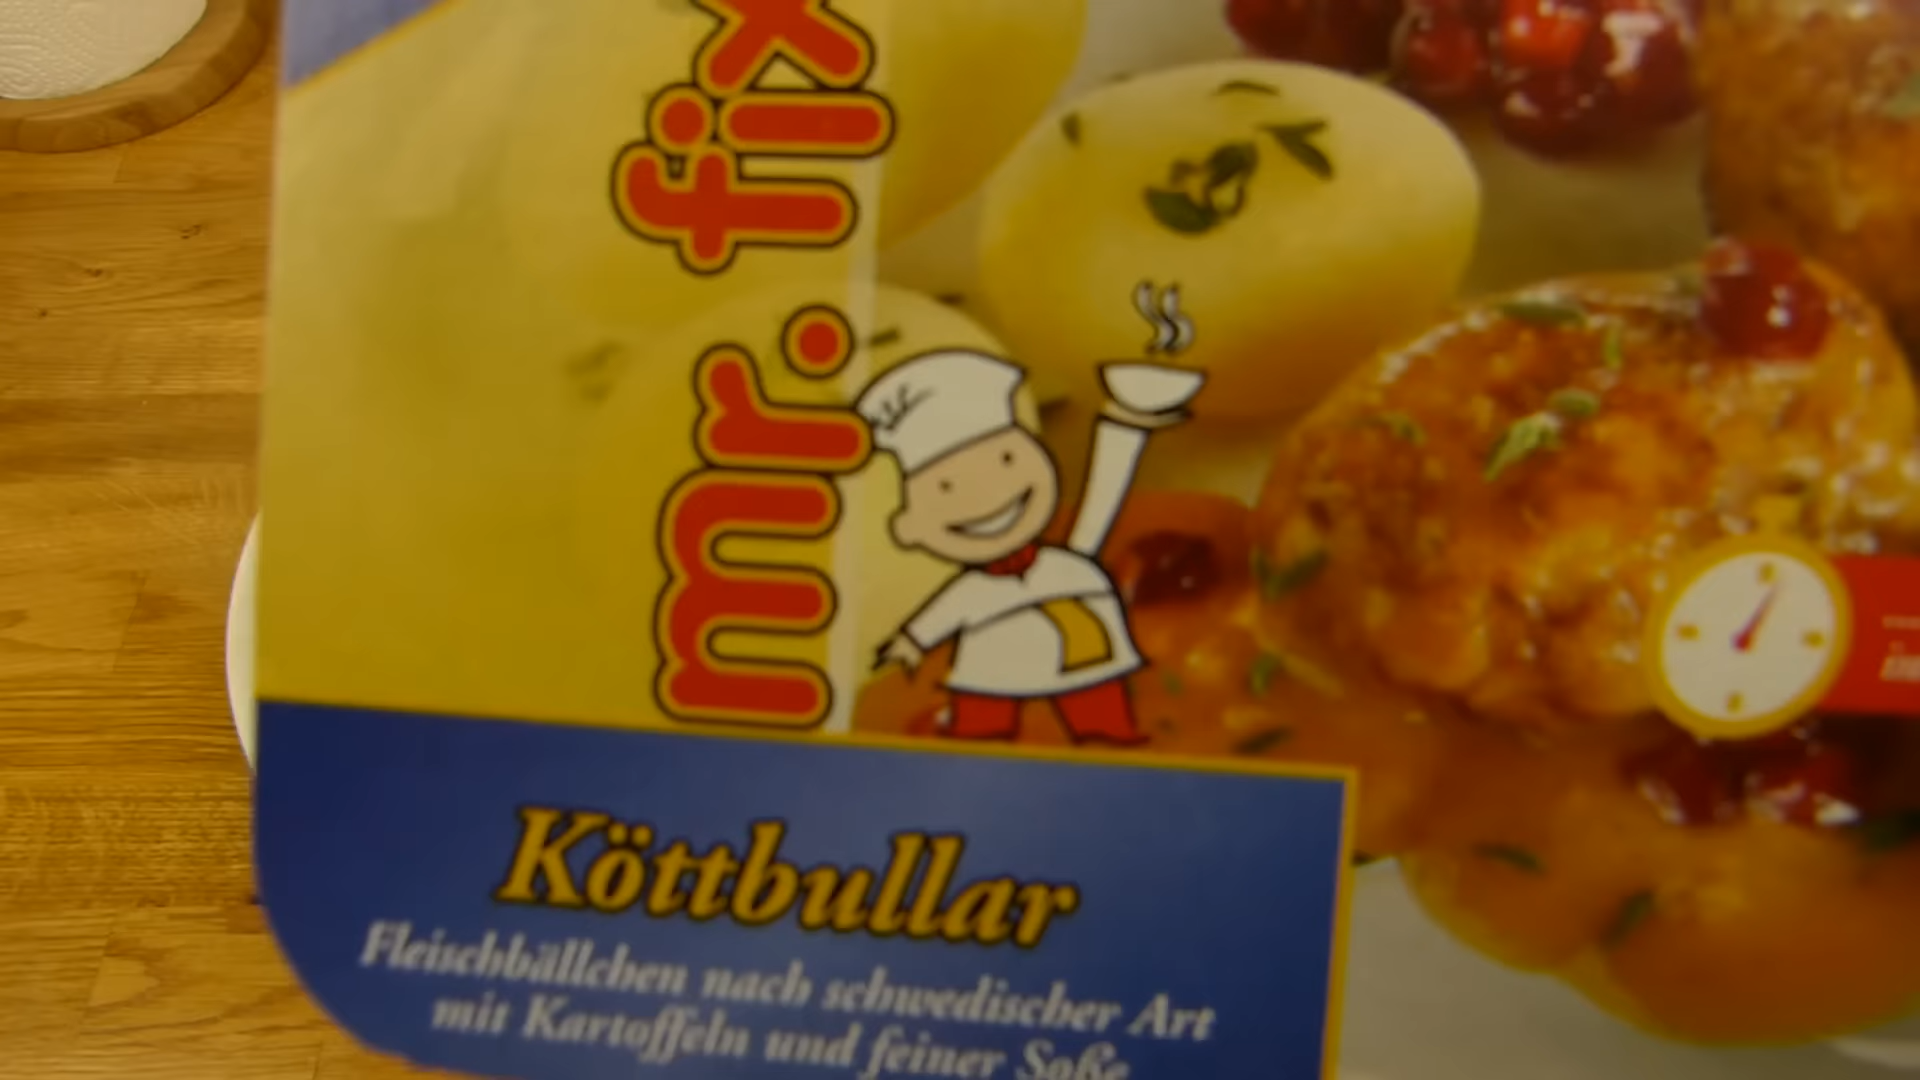 mr. fix
Köttbullar
Fleischbällchen nach schwedischer Art
mit Kartoffeln und feiner Soße